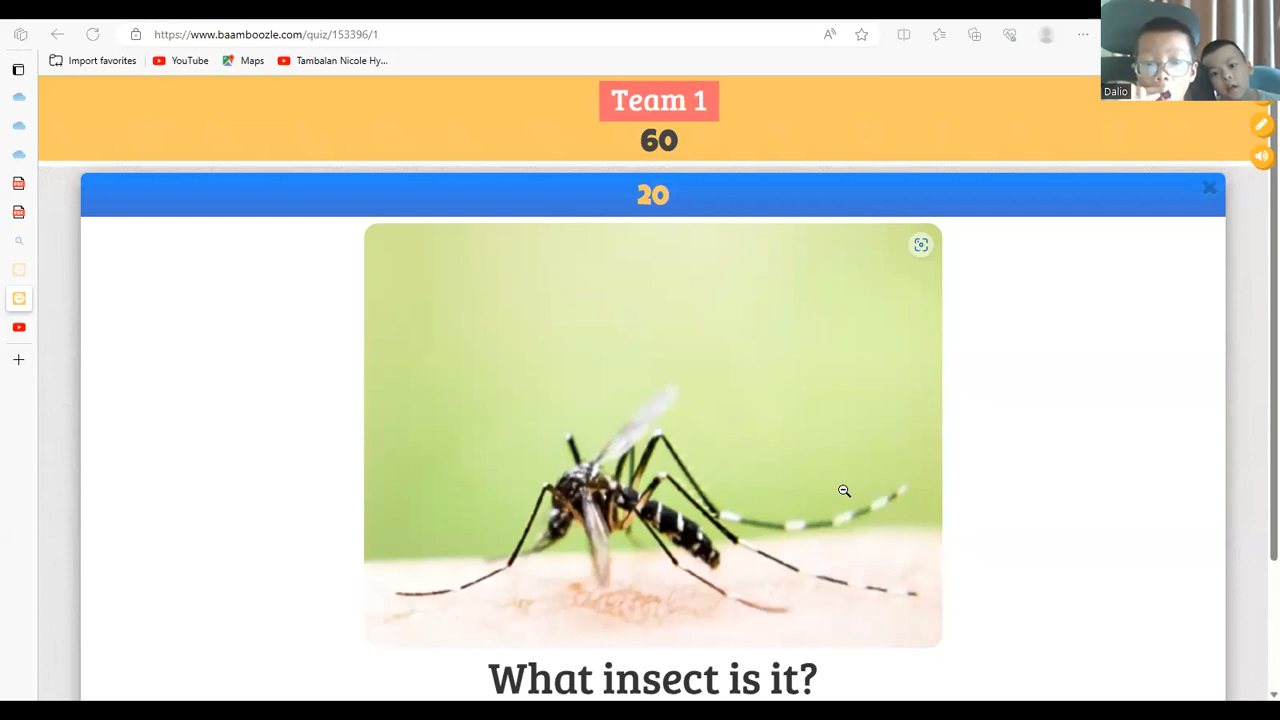 https://www.baamboozle.com/quiz/153396/1
Import favorites
YouTube
Maps
Tambalan Nicole Hy...
Dalio
Team 1
60
20
What insect is it?